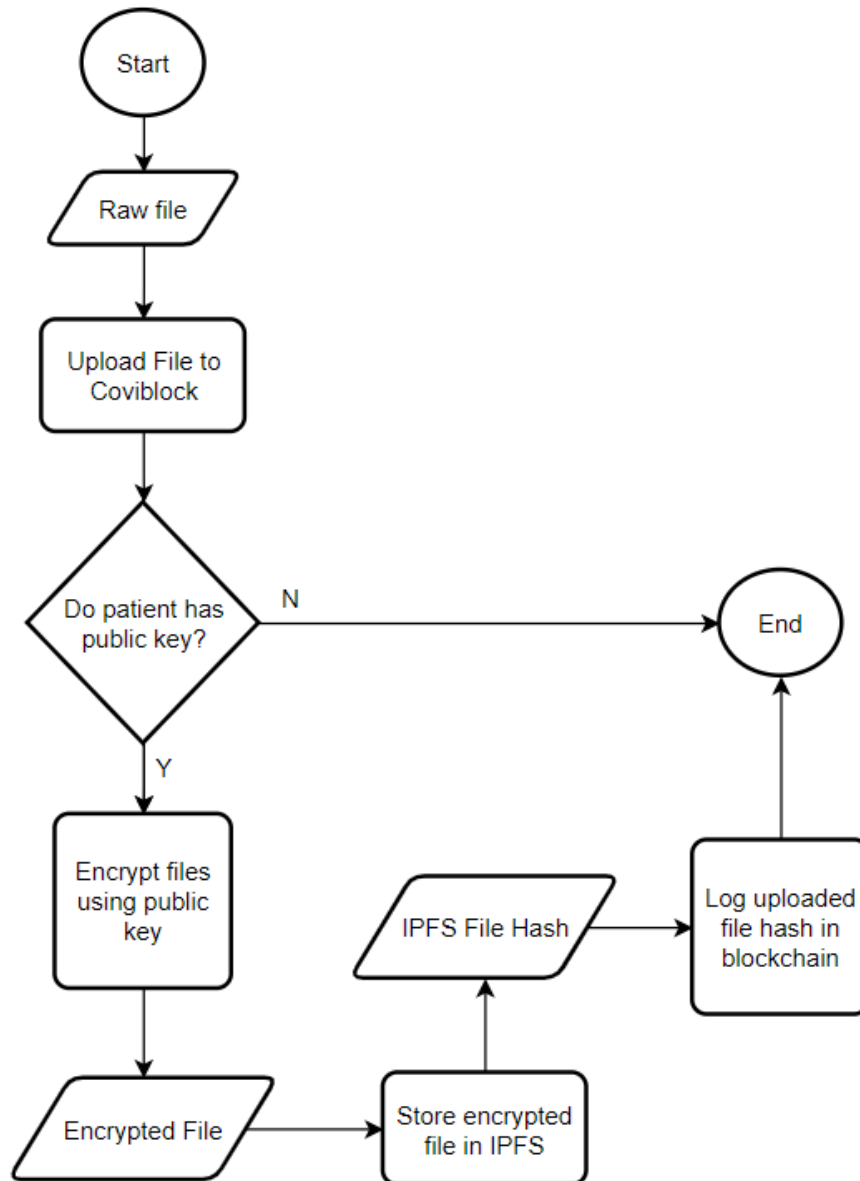 Start
Raw file
Upload File to
Coviblock
Do patient has
public key?
N
End
Y
Encrypt files
using public
key
Encrypted File
Store encrypted
file in IPFS
IPFS File Hash
Log uploaded
file hash in
blockchain